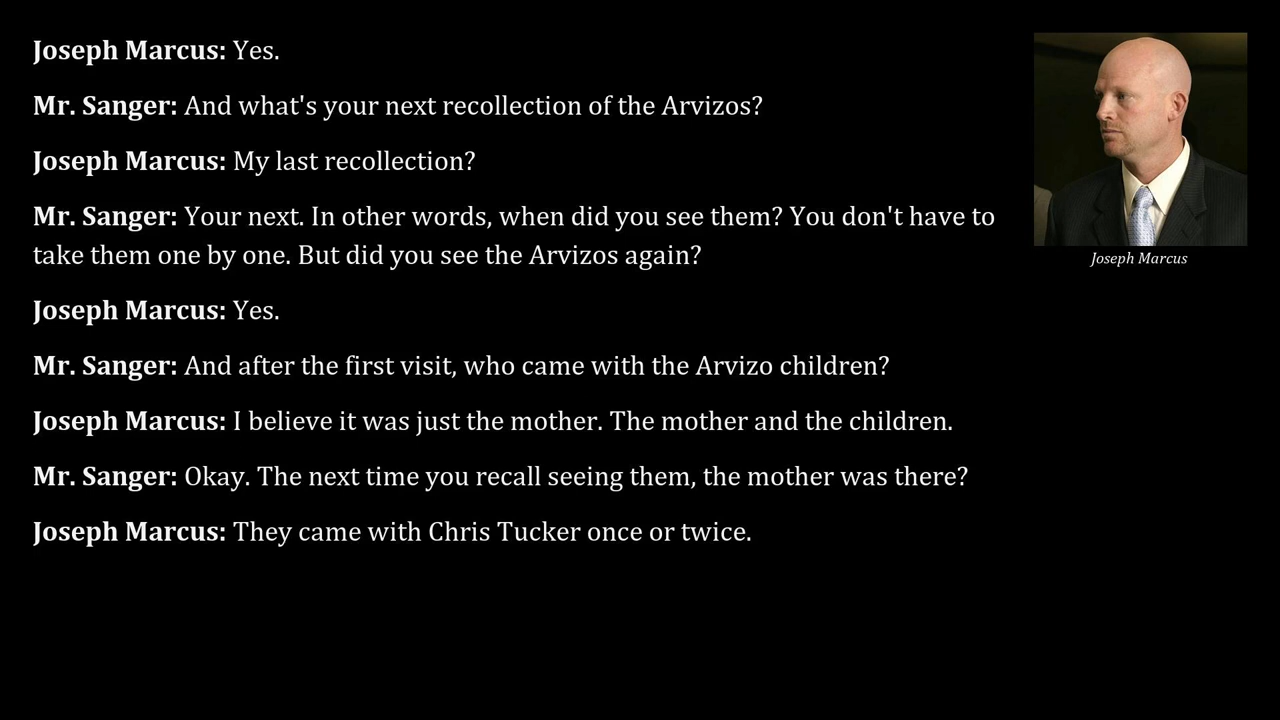 Joseph Marcus: Yes.
Mr. Sanger: And what's your next recollection of the Arvizos?
Joseph Marcus: My last recollection?
Mr. Sanger: Your next. In other words, when did you see them? You don't have to
take them one by one. But did you see the Arvizos again?
Joseph Marcus: Yes.
Mr. Sanger: And after the first visit, who came with the Arvizo children?
Joseph Marcus: I believe it was just the mother. The mother and the children.
Mr. Sanger: Okay. The next time you recall seeing them, the mother was there?
Joseph Marcus: They came with Chris Tucker once or twice.
Joseph Marcus